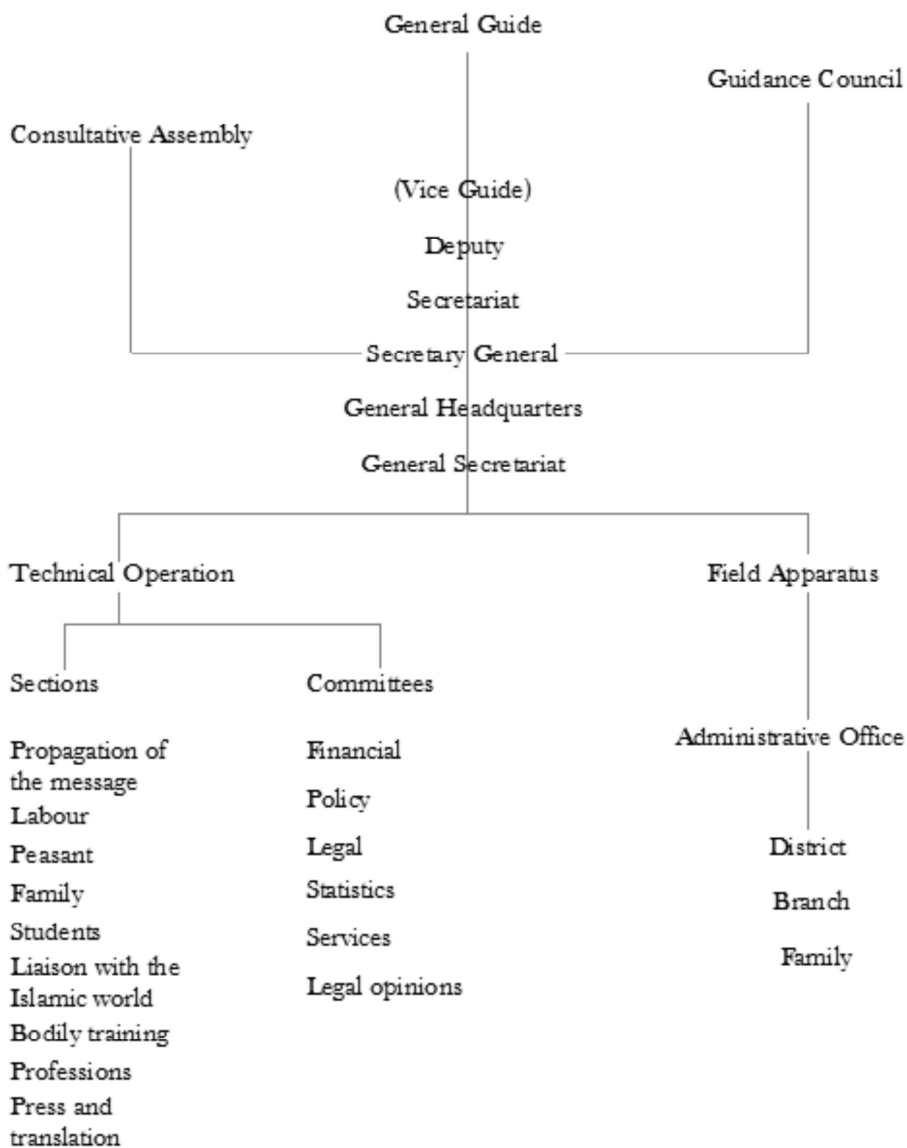 General Guide
Guidance Council
Consultative Assembly
(Vice Guide)
Deputy
Secretariat
Secretary General
General Headquarters
General Secretariat
Technical Operation
Field Apparatus
Sections
Committees
Propagation of
the message
Labour
Peasant
Family
Students
Liaison with the
Islamic world
Bodily training
Professions
Press and
translation
Financial
Policy
Legal
Statistics
Services
Legal opinions
Administrative Office
District
Branch
Family